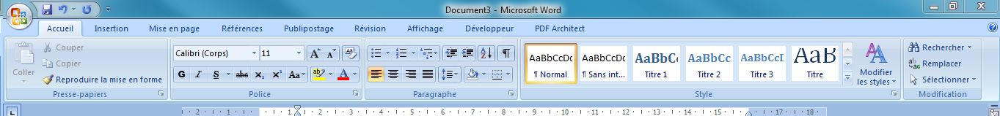 Document3 - Microsoft Word
Accueil Insertion Mise en page Références Publipostage Révision Affichage Développeur PDF Architect
Coller
Couper
Copier
Reproduire la mise en forme
Presse-papiers
Calibri (Corps) 11
G I S abc x₂ x² Aa
Police
Paragraphe
AaBbCcDc AaBbCcDc AaBbC AaBbCc AaBbCcI AaB
¶ Normal ¶ Sans int... Titre 1 Titre 2 Titre 3 Titre
Modifier
les styles
Style
Rechercher
Remplacer
Sélectionner
Modification
2 1 1 2 3 4 5 6 7 8 9 10 11 12 13 14 15 17 18